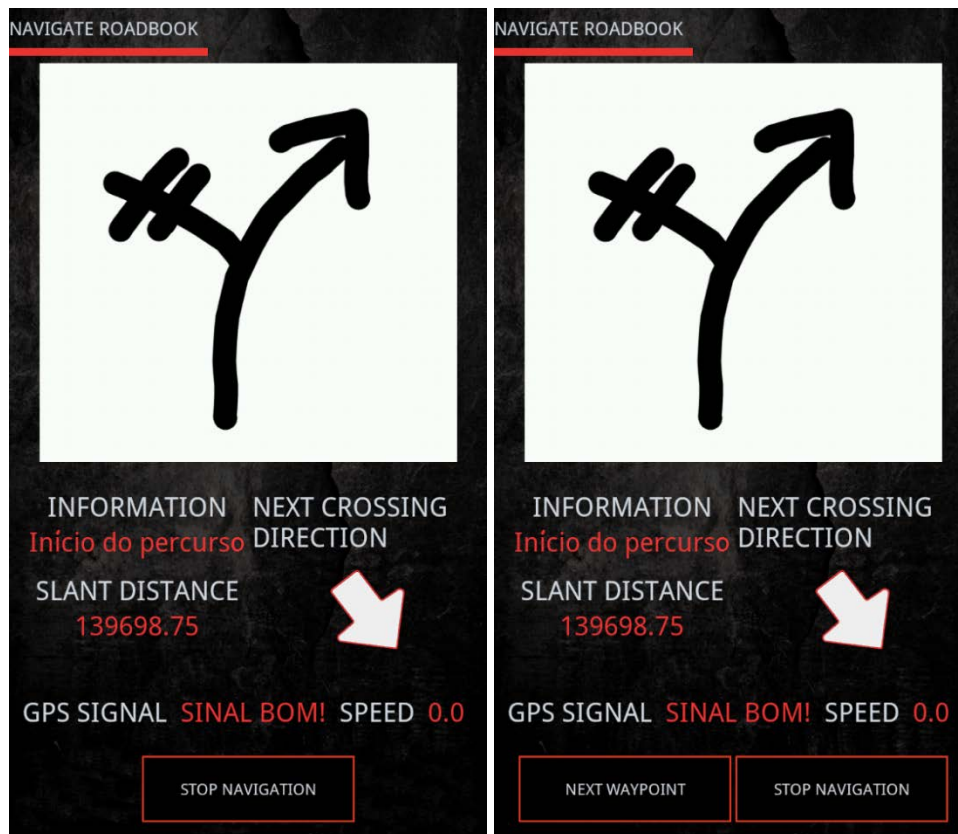 NAVIGATE ROADBOOK
INFORMATION
Início do percurso
NEXT CROSSING
DIRECTION
SLANT DISTANCE
139698.75
GPS SIGNAL SINAL BOM! SPEED 0.0
STOP NAVIGATION
NAVIGATE ROADBOOK
INFORMATION
Início do percurso
NEXT CROSSING
DIRECTION
SLANT DISTANCE
139698.75
GPS SIGNAL SINAL BOM! SPEED 0.0
NEXT WAYPOINT STOP NAVIGATION